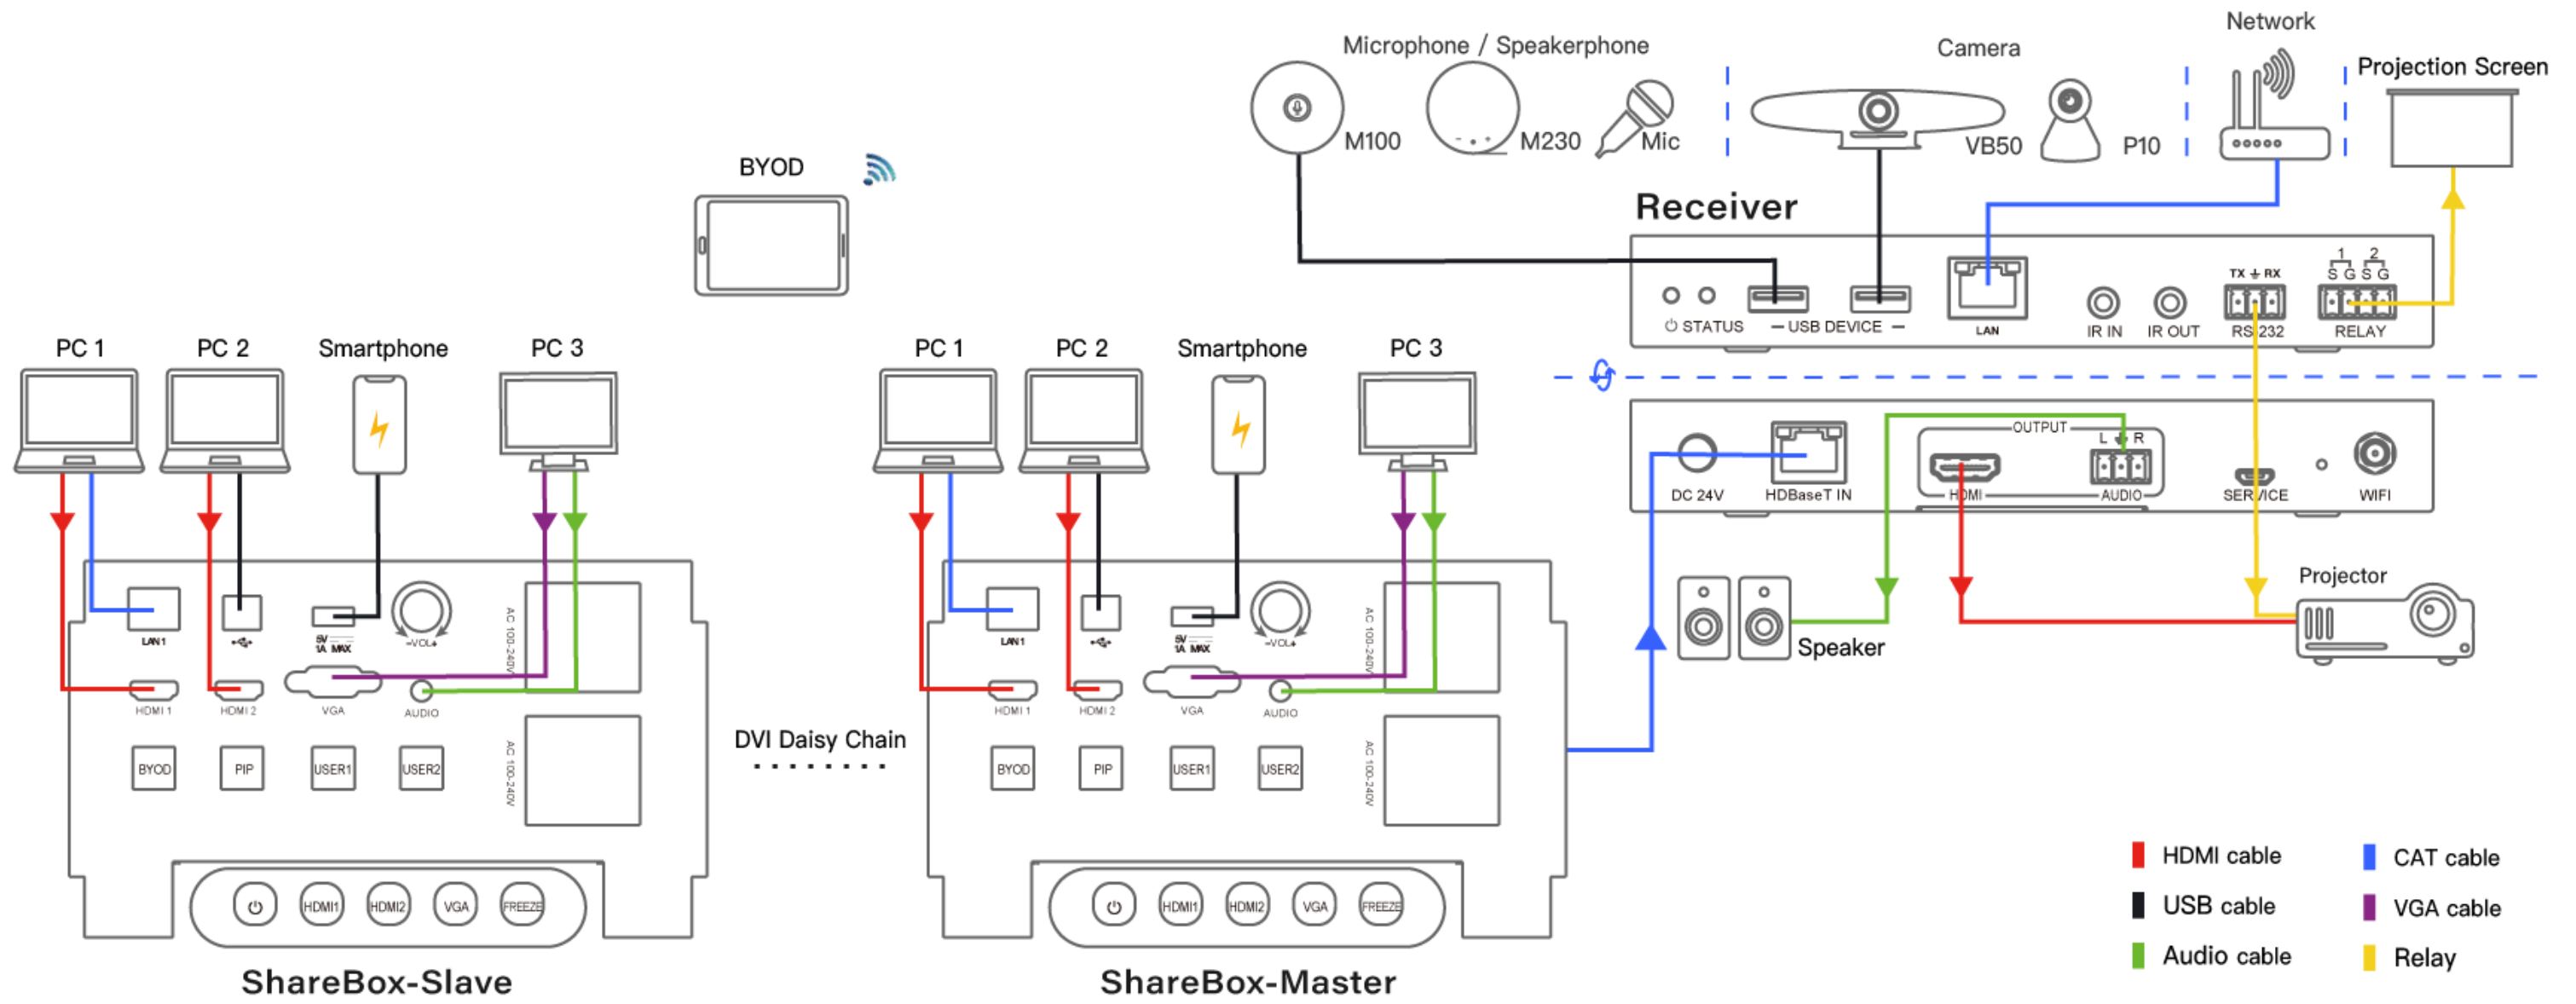 Microphone / Speakerphone
Camera
Network
Projection Screen
M100
M230
Mic
VB50
P10
BYOD
Receiver
1 2
S G S G
TX RX
STATUS
USB DEVICE
LAN
IR IN
IR OUT
RS-232
RELAY
PC 1
PC 2
Smartphone
PC 3
PC 1
PC 2
Smartphone
PC 3
OUTPUT
L R
DC 24V
HDBaseT IN
HDMI
AUDIO
SERVICE
WIFI
Projector
Speaker
LAN1
5V
1A MAX
-VOL+
AC 100-240V
HDMI 1
HDMI 2
VGA
AUDIO
BYOD
PIP
USER1
USER2
AC 100-240V
HDMI1
HDMI2
VGA
FREEZE
ShareBox-Slave
DVI Daisy Chain
LAN1
5V
1A MAX
-VOL+
AC 100-240V
HDMI 1
HDMI 2
VGA
AUDIO
BYOD
PIP
USER1
USER2
AC 100-240V
HDMI1
HDMI2
VGA
FREEZE
ShareBox-Master
HDMI cable
CAT cable
USB cable
VGA cable
Audio cable
Relay